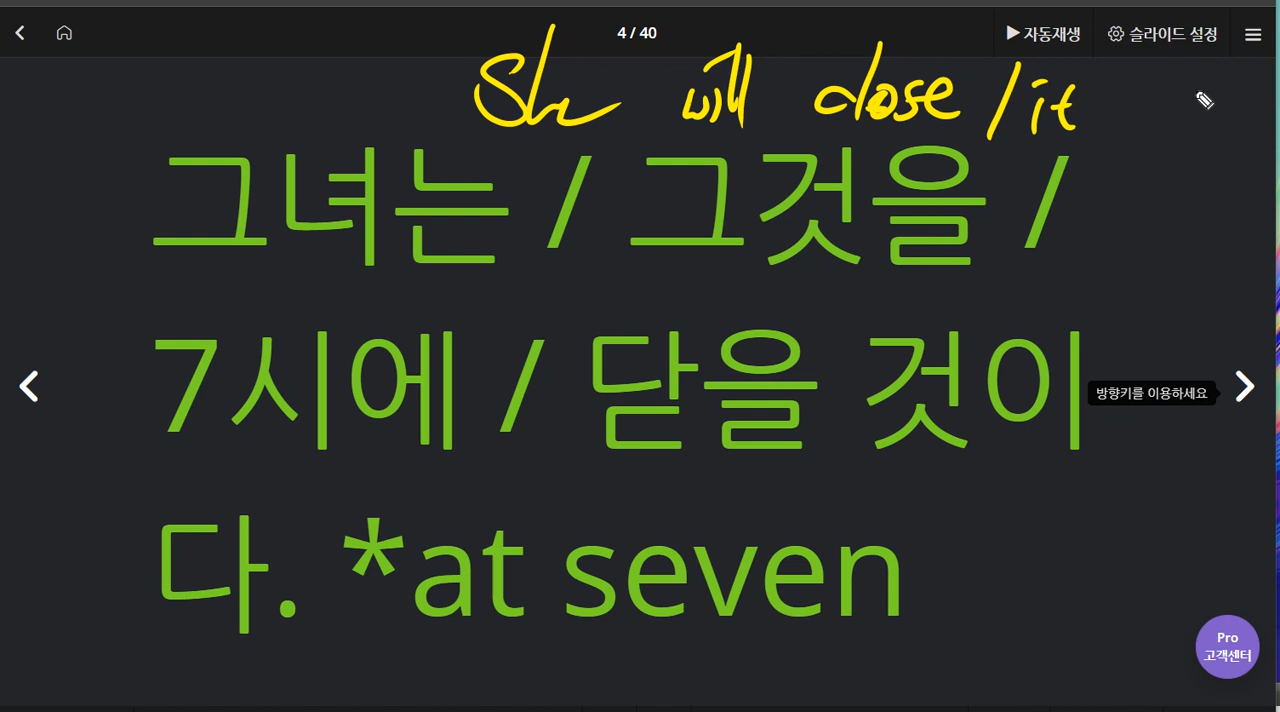 4 / 40
자동재생
슬라이드 설정
She will close / it
그녀는 / 그것을 /
7시에 / 닫을 것이
방향키를 이용하세요
다. *at seven
Pro
고객센터